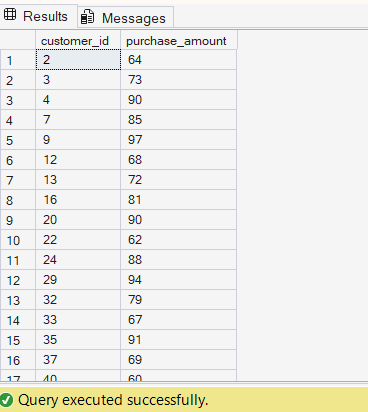 Results Messages
customer_id purchase_amount
1 2 64
2 3 73
3 4 90
4 7 85
5 9 97
6 12 68
7 13 72
8 16 81
9 20 90
10 22 62
11 24 88
12 29 94
13 32 79
14 33 67
15 35 91
16 37 69
17 40 60
Query executed successfully.